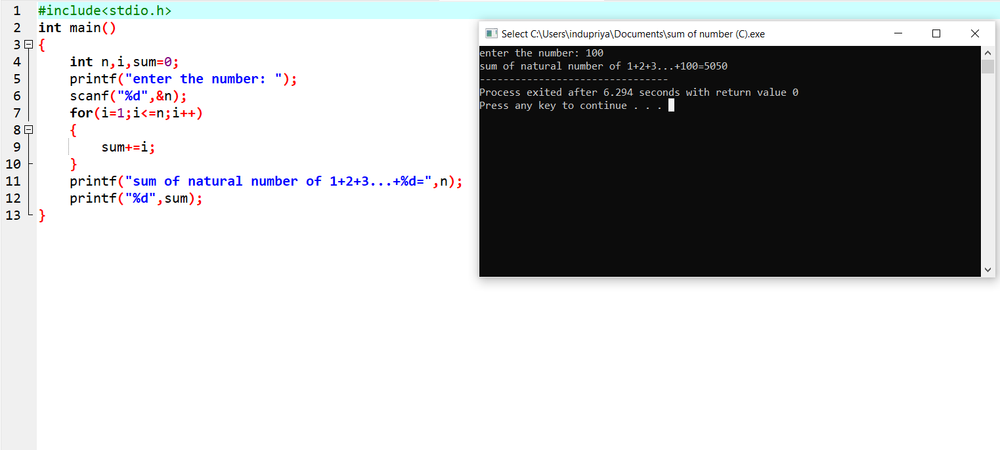 1 #include<stdio.h>
2 int main()
3 {
4 int n,i,sum=0;
5 printf("enter the number: ");
6 scanf("%d",&n);
7 for(i=1;i<=n;i++)
8 {
9 sum+=i;
10 }
11 printf("sum of natural number of 1+2+3...+%d=",n);
12 printf("%d",sum);
13 }
Select C:\Users\indupriya\Documents\sum of number (C).exe
enter the number: 100
sum of natural number of 1+2+3...+100=5050
--------------------------------
Process exited after 6.294 seconds with return value 0
Press any key to continue . . .